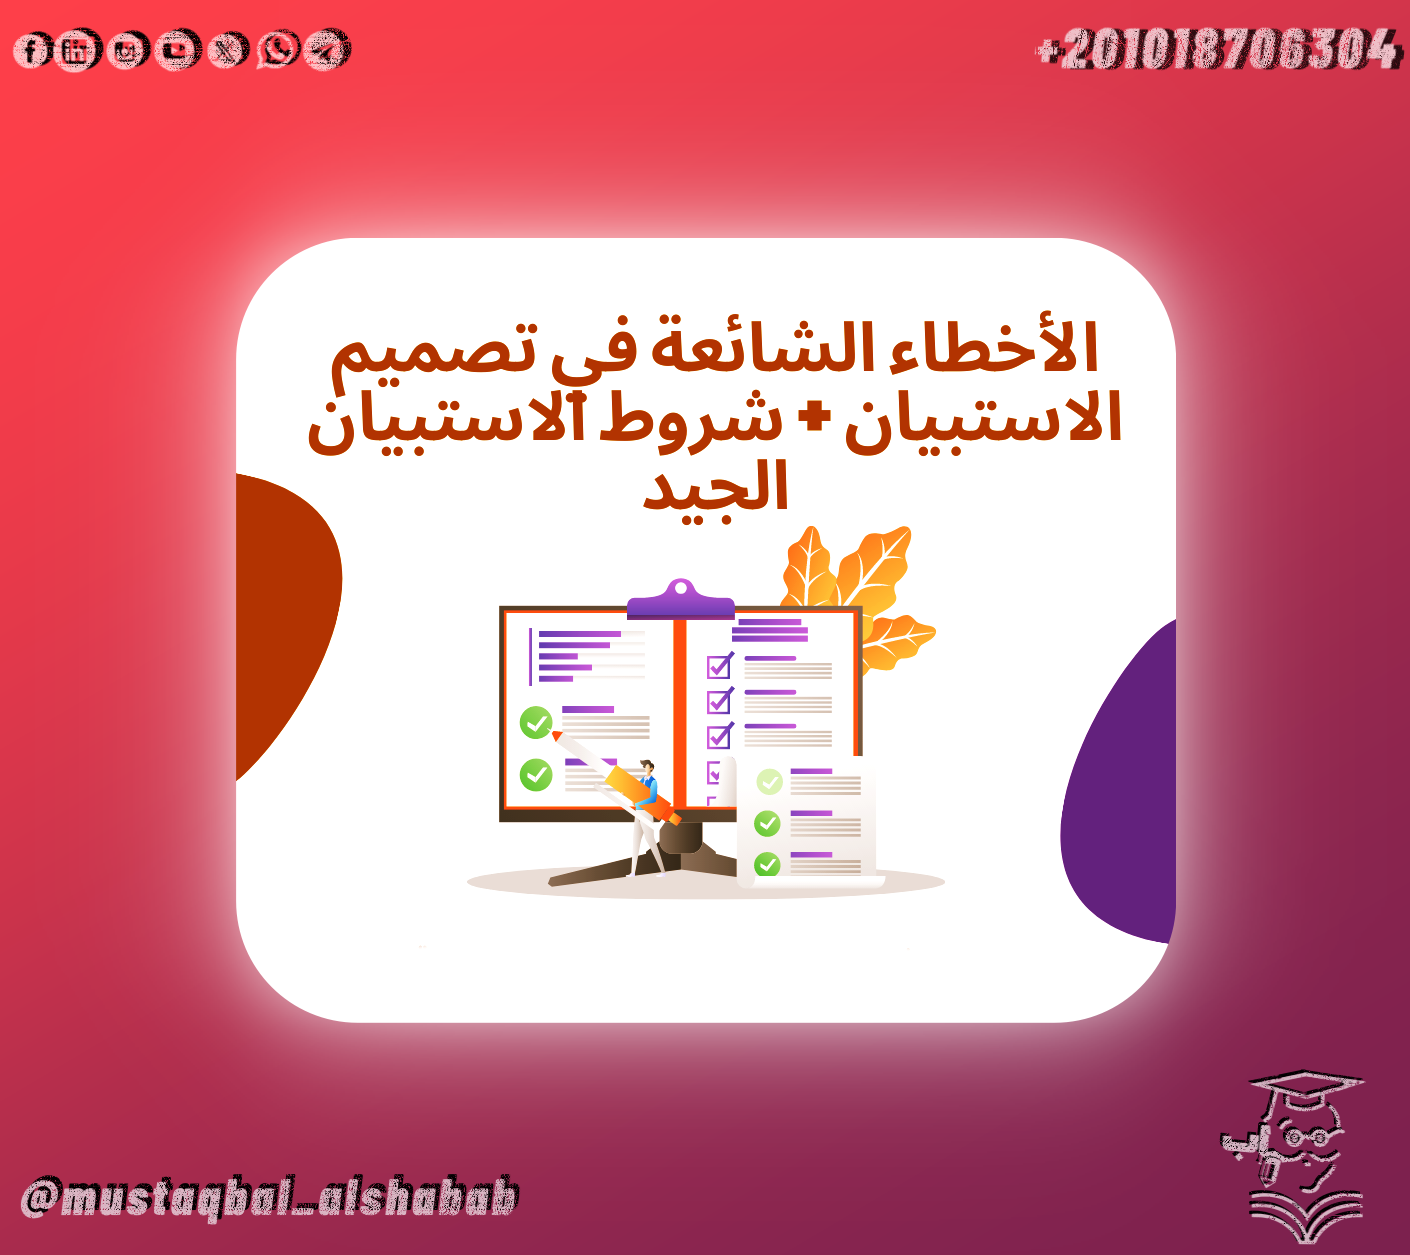 +201018706304
الأخطاء الشائعة في تصميم
الاستبيان + شروط الاستبيان
الجيد
@mustaqbal_alshabab